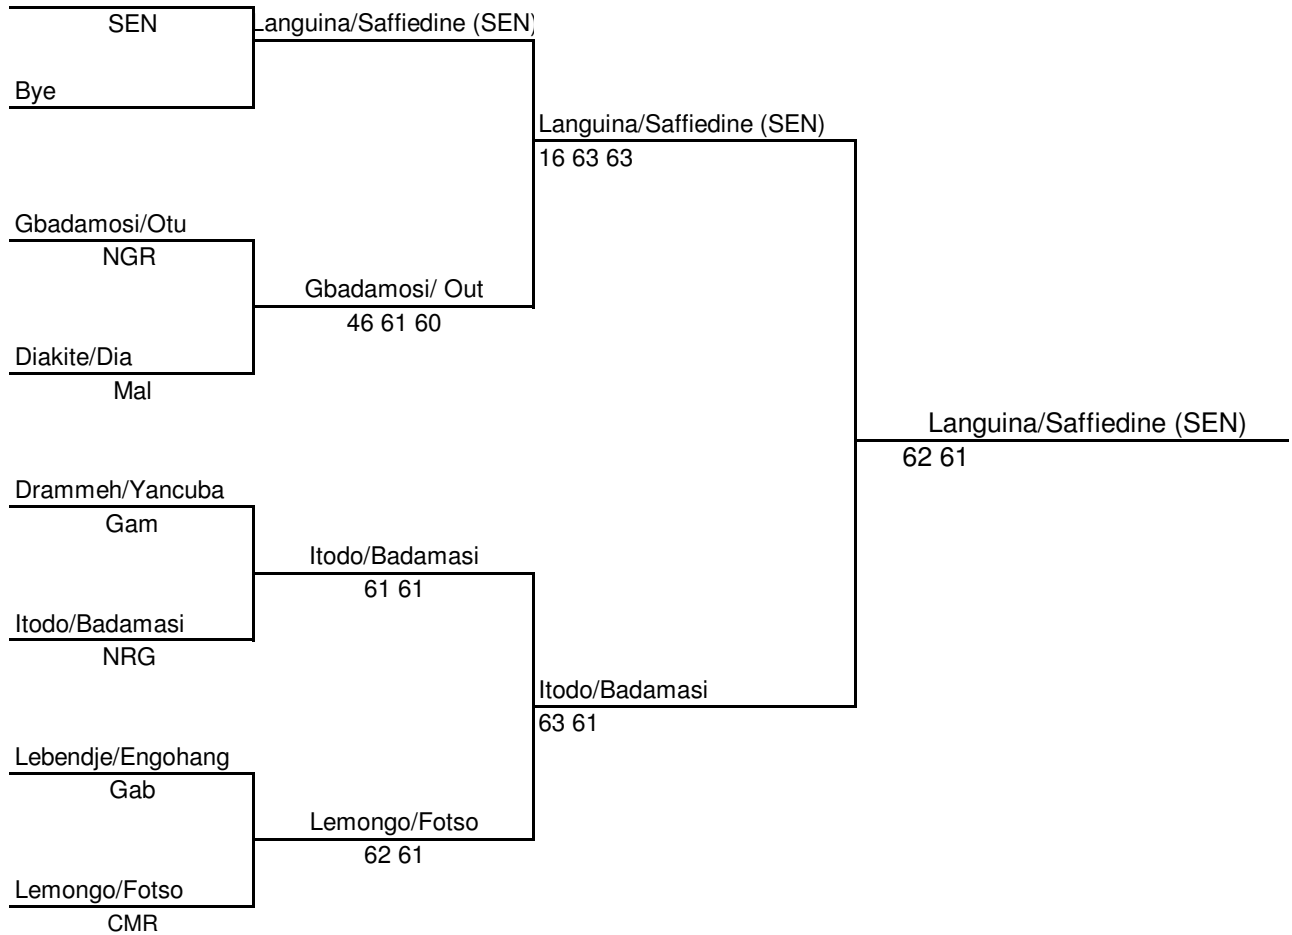 SEN
Languina/Saffiedine (SEN)
Bye
Languina/Saffiedine (SEN)
16 63 63
Gbadamosi/Otu
NGR
Gbadamosi/ Out
46 61 60
Diakite/Dia
Mal
Languina/Saffiedine (SEN)
62 61
Drammeh/Yancuba
Gam
Itodo/Badamasi
61 61
Itodo/Badamasi
NRG
Itodo/Badamasi
63 61
Lebendje/Engohang
Gab
Lemongo/Fotso
62 61
Lemongo/Fotso
CMR